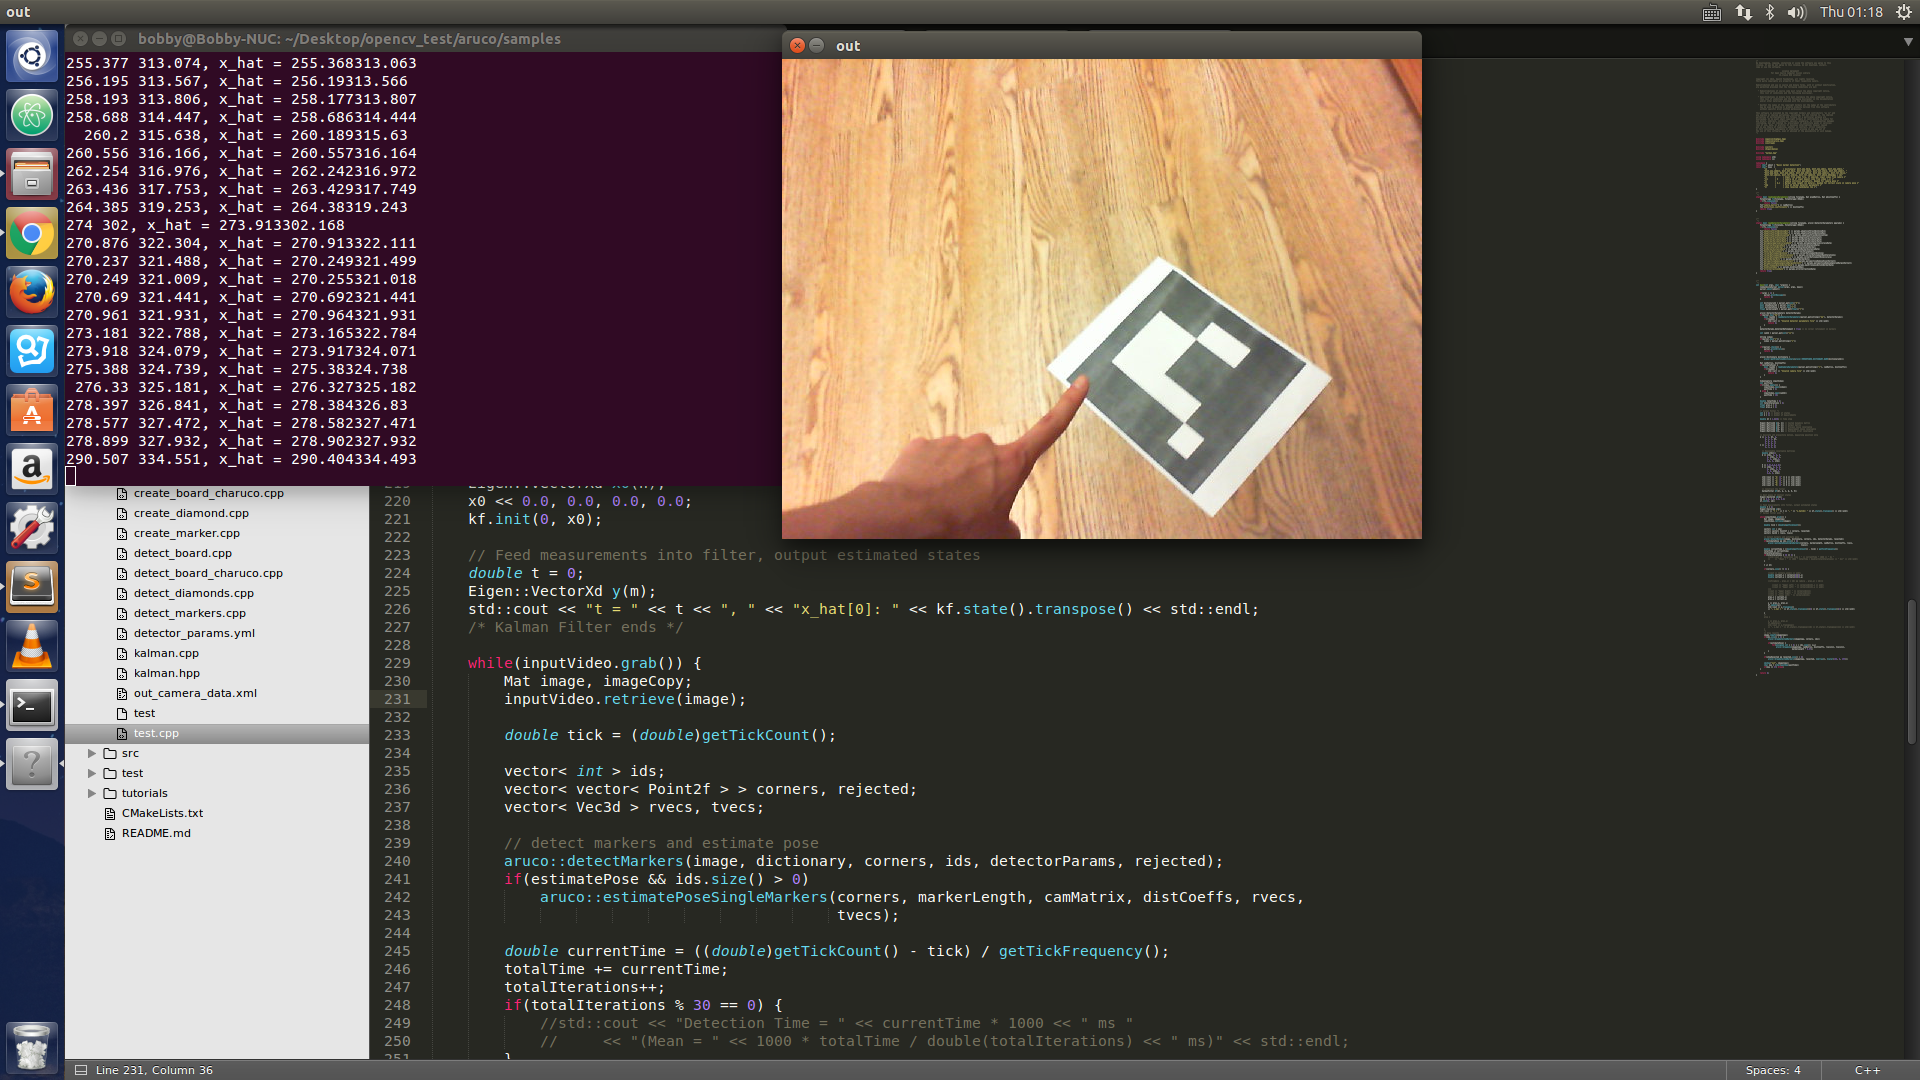 out
Thu 01:18
bobby@Bobby-NUC: ~/Desktop/opencv_test/aruco/samples
255.377 313.074, x_hat = 255.368313.063
256.195 313.567, x_hat = 256.19313.566
258.193 313.806, x_hat = 258.177313.807
258.688 314.447, x_hat = 258.686314.444
260.2 315.638, x_hat = 260.189315.63
260.556 316.166, x_hat = 260.557316.164
262.254 316.976, x_hat = 262.242316.972
263.436 317.753, x_hat = 263.429317.749
264.385 319.253, x_hat = 264.38319.243
274 302, x_hat = 273.913302.168
270.876 322.304, x_hat = 270.913322.111
270.237 321.488, x_hat = 270.249321.499
270.249 321.009, x_hat = 270.255321.018
270.69 321.441, x_hat = 270.692321.441
270.961 321.931, x_hat = 270.964321.931
273.181 322.788, x_hat = 273.165322.784
273.918 324.079, x_hat = 273.917324.071
275.388 324.739, x_hat = 275.38324.738
276.33 325.181, x_hat = 276.327325.182
278.397 326.841, x_hat = 278.384326.83
278.577 327.472, x_hat = 278.582327.471
278.899 327.932, x_hat = 278.902327.932
290.507 334.551, x_hat = 290.404334.493
out
create_board_charuco.cpp
create_diamond.cpp
create_marker.cpp
detect_board.cpp
detect_board_charuco.cpp
detect_diamonds.cpp
detect_markers.cpp
detector_params.yml
kalman.cpp
kalman.hpp
out_camera_data.xml
test
test.cpp
src
test
tutorials
CMakeLists.txt
README.md
220 x0 << 0.0, 0.0, 0.0, 0.0;
221 kf.init(0, x0);
222
223 // Feed measurements into filter, output estimated states
224 double t = 0;
225 Eigen::VectorXd y(m);
226 std::cout << "t = " << t << ", " << "x_hat[0]: " << kf.state().transpose() << std::endl;
227 /* Kalman Filter ends */
228
229 while(inputVideo.grab()) {
230 Mat image, imageCopy;
231 inputVideo.retrieve(image);
232
233 double tick = (double)getTickCount();
234
235 vector< int > ids;
236 vector< vector< Point2f > > corners, rejected;
237 vector< Vec3d > rvecs, tvecs;
238
239 // detect markers and estimate pose
240 aruco::detectMarkers(image, dictionary, corners, ids, detectorParams, rejected);
241 if(estimatePose && ids.size() > 0)
242 aruco::estimatePoseSingleMarkers(corners, markerLength, camMatrix, distCoeffs, rvecs,
243 tvecs);
244
245 double currentTime = ((double)getTickCount() - tick) / getTickFrequency();
246 totalTime += currentTime;
247 totalIterations++;
248 if(totalIterations % 30 == 0) {
249 //std::cout << "Detection Time = " << currentTime * 1000 << " ms "
250 // << "(Mean = " << 1000 * totalTime / double(totalIterations) << " ms)" << std::endl;
251 }
Line 231, Column 36
Spaces: 4
C++